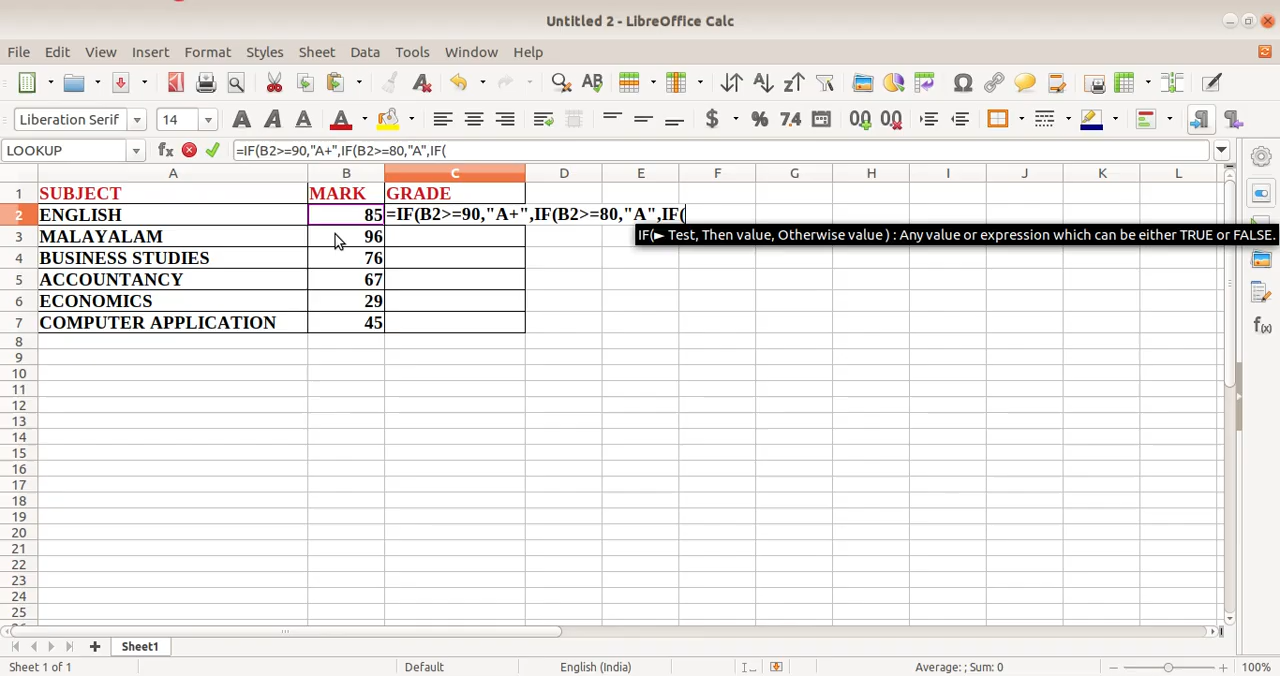 Untitled 2 - LibreOffice Calc
File Edit View Insert Format Styles Sheet Data Tools Window Help
Liberation Serif 14
LOOKUP =IF(B2>=90,"A+",IF(B2>=80,"A",IF(
A B C D E F G H I J K L
1 SUBJECT MARK GRADE
2 ENGLISH 85 =IF(B2>=90,"A+",IF(B2>=80,"A",IF(
3 MALAYALAM 96 IF(► Test, Then value, Otherwise value ) : Any value or expression which can be either TRUE or FALSE.
4 BUSINESS STUDIES 76
5 ACCOUNTANCY 67
6 ECONOMICS 29
7 COMPUTER APPLICATION 45
8
9
10
11
12
13
14
15
16
17
18
19
20
21
22
23
24
25
Sheet1
Sheet 1 of 1 Default English (India) Average: ; Sum: 0 100%